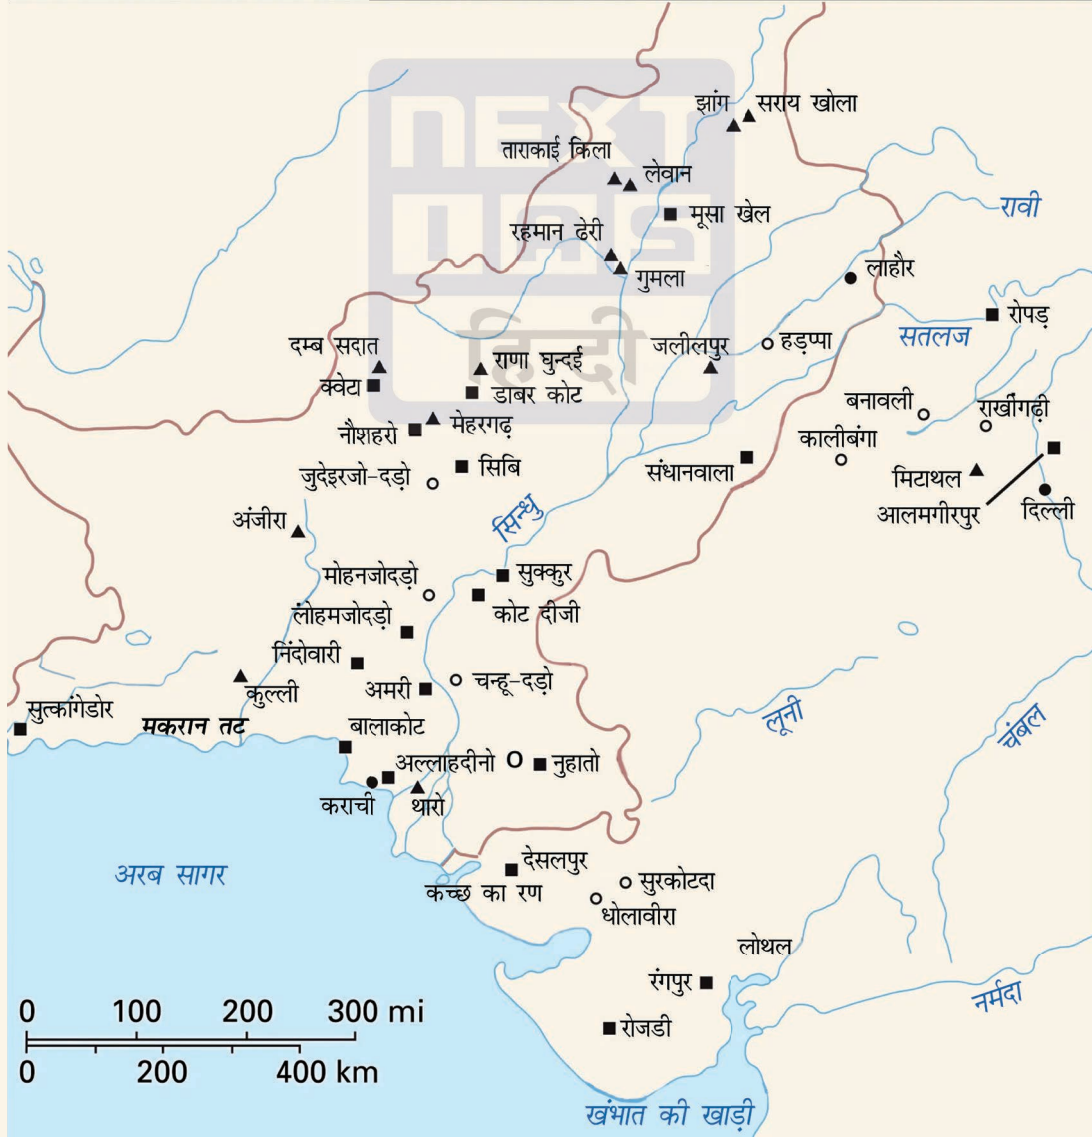 NEXT
IAS
हिन्दी
झांग
सराय खोला
ताराकाई किला
लेवान
मूसा खेल
रावी
रहमान ढेरी
गुमला
लाहौर
रोपड़
सतलज
दम्ब सदात
राणा घुन्दई
जलीलपुर
हड़प्पा
क्वेटा
डाबर कोट
बनावली
राखीगढ़ी
नौशहरो
मेहरगढ़
कालीबंगा
जुदेइरजो-दड़ो
सिबि
संधानवाला
मिटाथल
आलमगीरपुर
दिल्ली
अंजीरा
सिन्धु
मोहनजोदड़ो
सुक्कुर
लोहमजोदड़ो
कोट दीजी
निंदोवारी
अमरी
चन्हू-दड़ो
कुल्ली
सुत्कांगेडोर
मकरान तट
बालाकोट
लूनी
चंबल
अल्लाहदीनो
नुहातो
कराची
थारो
अरब सागर
देसलपुर
कच्छ का रण
सुरकोटदा
धोलावीरा
लोथल
रंगपुर
नर्मदा
रोजडी
0 100 200 300 mi
0 200 400 km
खंभात की खाड़ी